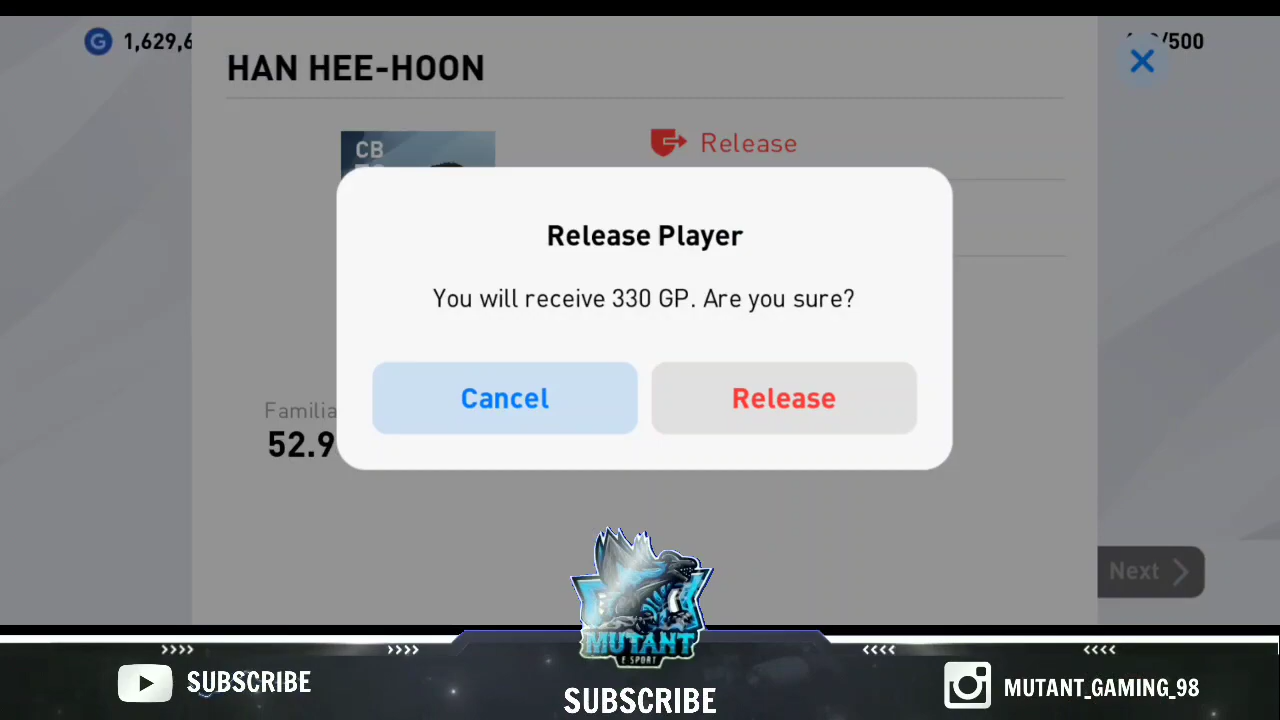 1,629,6
/500
HAN HEE-HOON
CB
Release
Release Player
You will receive 330 GP. Are you sure?
Cancel
Release
Familia
52.9
Next
MUTANT
E SPORT
SUBSCRIBE
SUBSCRIBE
MUTANT_GAMING_98